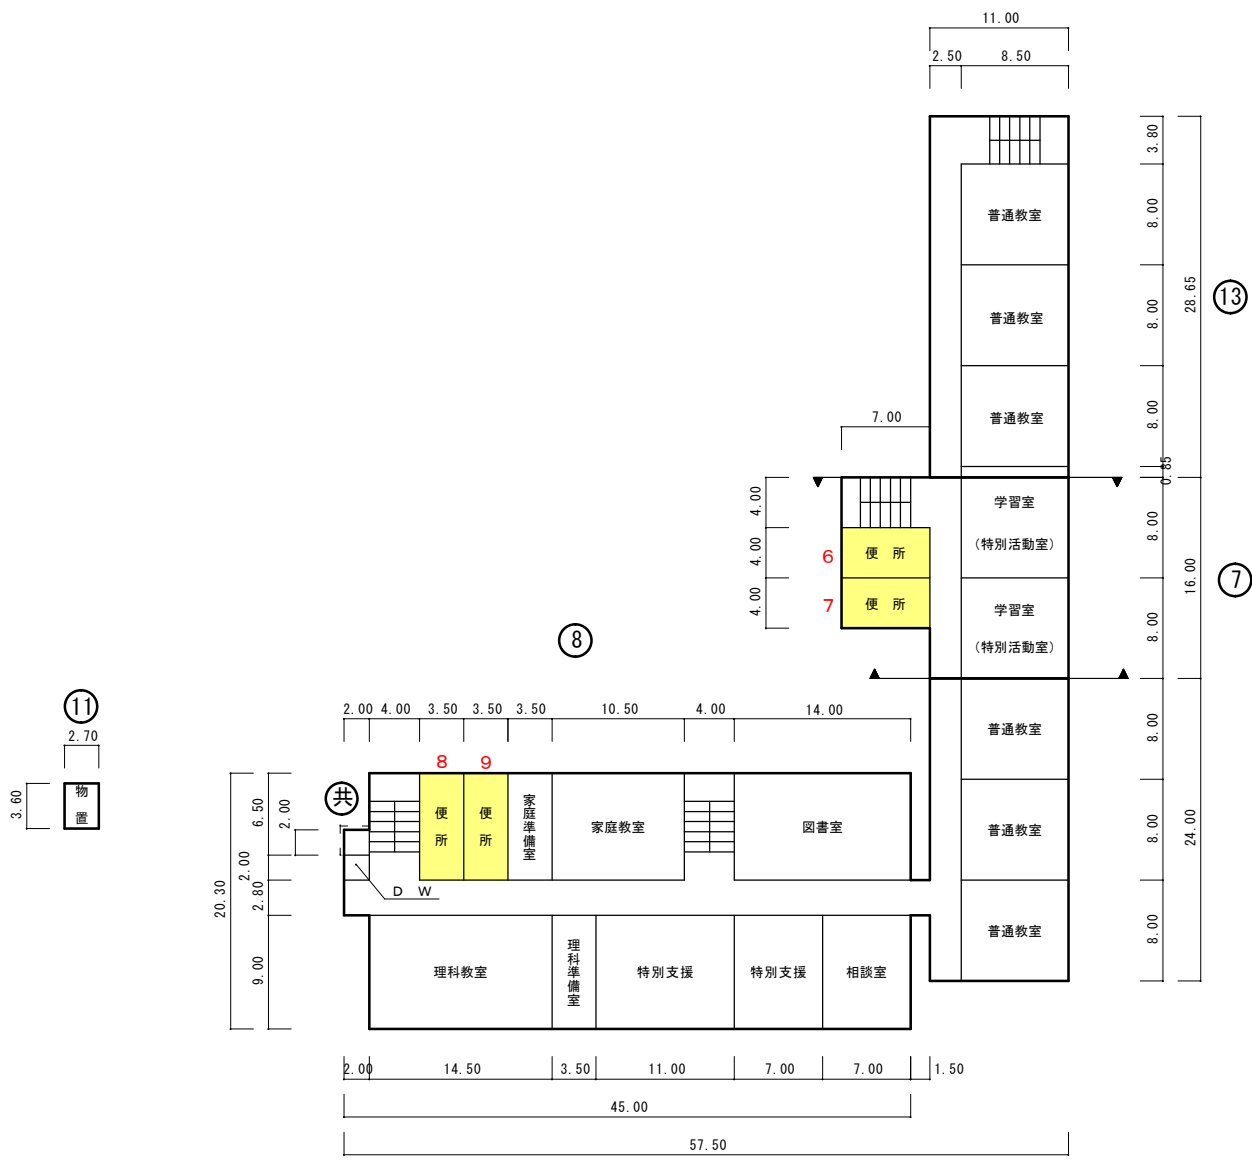 11.00
2.50 8.50
3.80
普通教室
8.00
28.65
13
普通教室
8.00
普通教室
8.00
7.00
0.85
4.00
学習室
(特別活動室)
8.00
6
便 所
4.00
16.00
7
7
便 所
4.00
学習室
(特別活動室)
8.00
8
11
2.70
3.60
物置
2.00 4.00 3.50 3.50 3.50 10.50 4.00 14.00
普通教室
8.00
8 9
共
6.50
2.00
2.00
2.80
20.30
9.00
便所
便所
家庭準備室
家庭教室
図書室
普通教室
8.00
24.00
D W
普通教室
8.00
理科教室
理科準備室
特別支援
特別支援
相談室
2.00 14.50 3.50 11.00 7.00 7.00 1.50
45.00
57.50